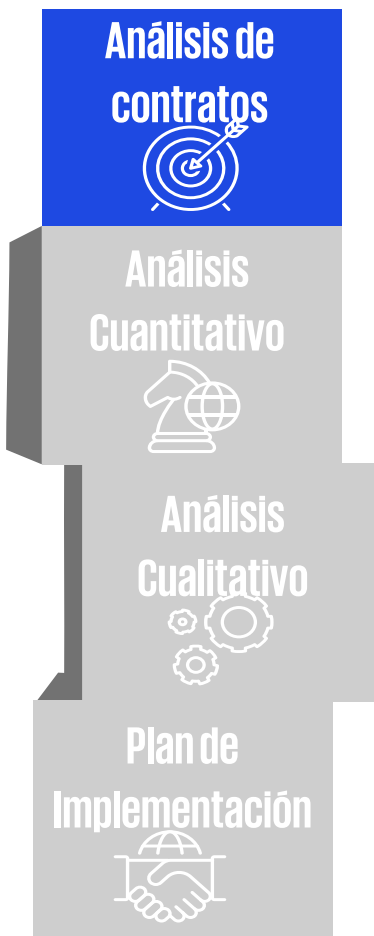 Análisis de
contratos
Análisis
Cuantitativo
Análisis
Cualitativo
Plan de
Implementación